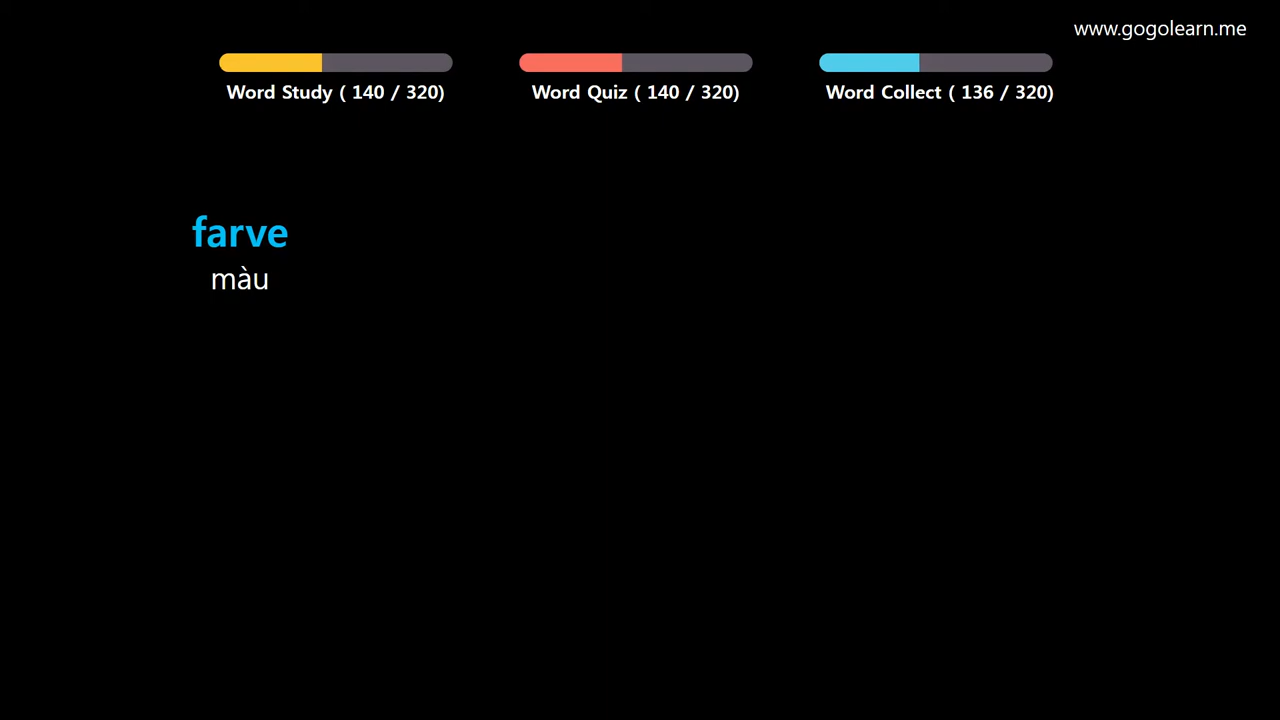 www.gogolearn.me
Word Study ( 140 / 320)
Word Quiz ( 140 / 320)
Word Collect ( 136 / 320)
farve
màu